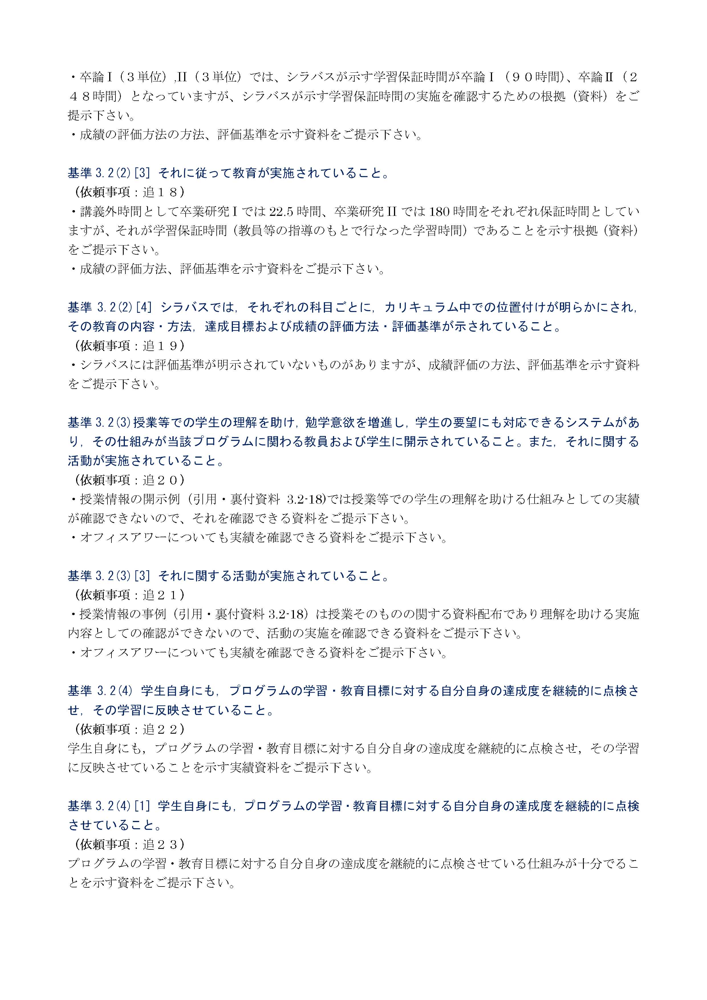 ・卒論Ⅰ（３単位）,II（３単位）では、シラバスが示す学習保証時間が卒論Ⅰ（９０時間）、卒論Ⅱ（２
４８時間）となっていますが、シラバスが示す学習保証時間の実施を確認するための根拠（資料）をご
提示下さい。
・成績の評価方法の方法、評価基準を示す資料をご提示下さい。
基準 3.2(2)[3] それに従って教育が実施されていること。
（依頼事項：追１８）
・講義外時間として卒業研究Ⅰでは 22.5 時間、卒業研究 II では 180 時間をそれぞれ保証時間としてい
ますが、それが学習保証時間（教員等の指導のもとで行なった学習時間）であることを示す根拠（資料）
をご提示下さい。
・成績の評価方法、評価基準を示す資料をご提示下さい。
基準 3.2(2)[4] シラバスでは，それぞれの科目ごとに，カリキュラム中での位置付けが明らかにされ，
その教育の内容・方法，達成目標および成績の評価方法・評価基準が示されていること。
（依頼事項：追１９）
・シラバスには評価基準が明示されていないものがありますが、成績評価の方法、評価基準を示す資料
をご提示下さい。
基準 3.2(3)授業等での学生の理解を助け，勉学意欲を増進し，学生の要望にも対応できるシステムがあ
り，その仕組みが当該プログラムに関わる教員および学生に開示されていること。また，それに関する
活動が実施されていること。
（依頼事項：追２０）
・授業情報の開示例（引用・裏付資料 3.2-18)では授業等での学生の理解を助ける仕組みとしての実績
が確認できないので、それを確認できる資料をご提示下さい。
・オフィスアワーについても実績を確認できる資料をご提示下さい。
基準 3.2(3)[3] それに関する活動が実施されていること。
（依頼事項：追２１）
・授業情報の事例（引用・裏付資料 3.2-18）は授業そのものの関する資料配布であり理解を助ける実施
内容としての確認ができないので、活動の実施を確認できる資料をご提示下さい。
・オフィスアワーについても実績を確認できる資料をご提示下さい。
基準 3.2(4) 学生自身にも，プログラムの学習・教育目標に対する自分自身の達成度を継続的に点検さ
せ，その学習に反映させていること。
（依頼事項：追２２）
学生自身にも，プログラムの学習・教育目標に対する自分自身の達成度を継続的に点検させ，その学習
に反映させていることを示す実績資料をご提示下さい。
基準 3.2(4)[1] 学生自身にも，プログラムの学習・教育目標に対する自分自身の達成度を継続的に点検
させていること。
（依頼事項：追２３）
プログラムの学習・教育目標に対する自分自身の達成度を継続的に点検させている仕組みが十分でるこ
とを示す資料をご提示下さい。